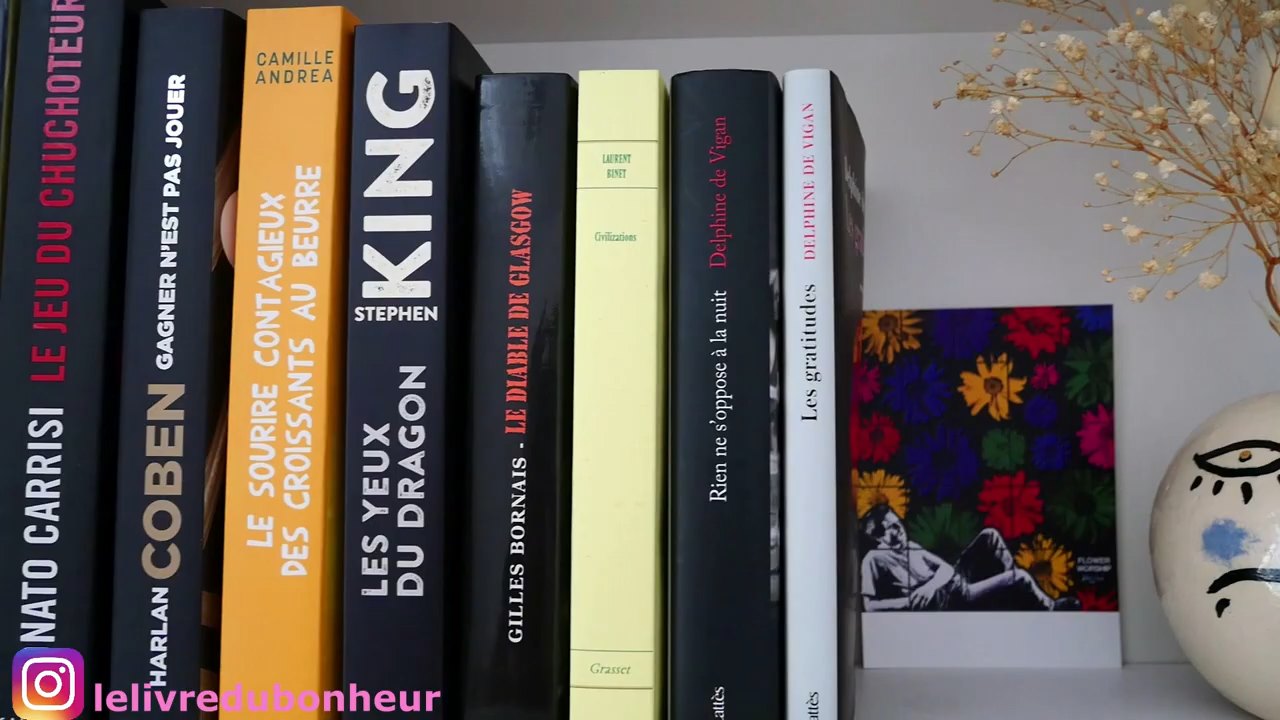 NATO CARRISI LE JEU DU CHUCHOTEUR
HARLAN COBEN GAGNER N'EST PAS JOUER
CAMILLE
ANDREA
LE SOURIRE CONTAGIEUX
DES CROISSANTS AU BEURRE
STEPHEN KING
LES YEUX
DU DRAGON
GILLES BORNAIS - LE DIABLE DE GLASGOW
LAURENT
BINET
Civilizations
Grasset
Rien ne s'oppose à la nuit Delphine de Vigan
Les gratitudes DELPHINE DE VIGAN
FLOWER
WORSHIP
lelivredubonheur